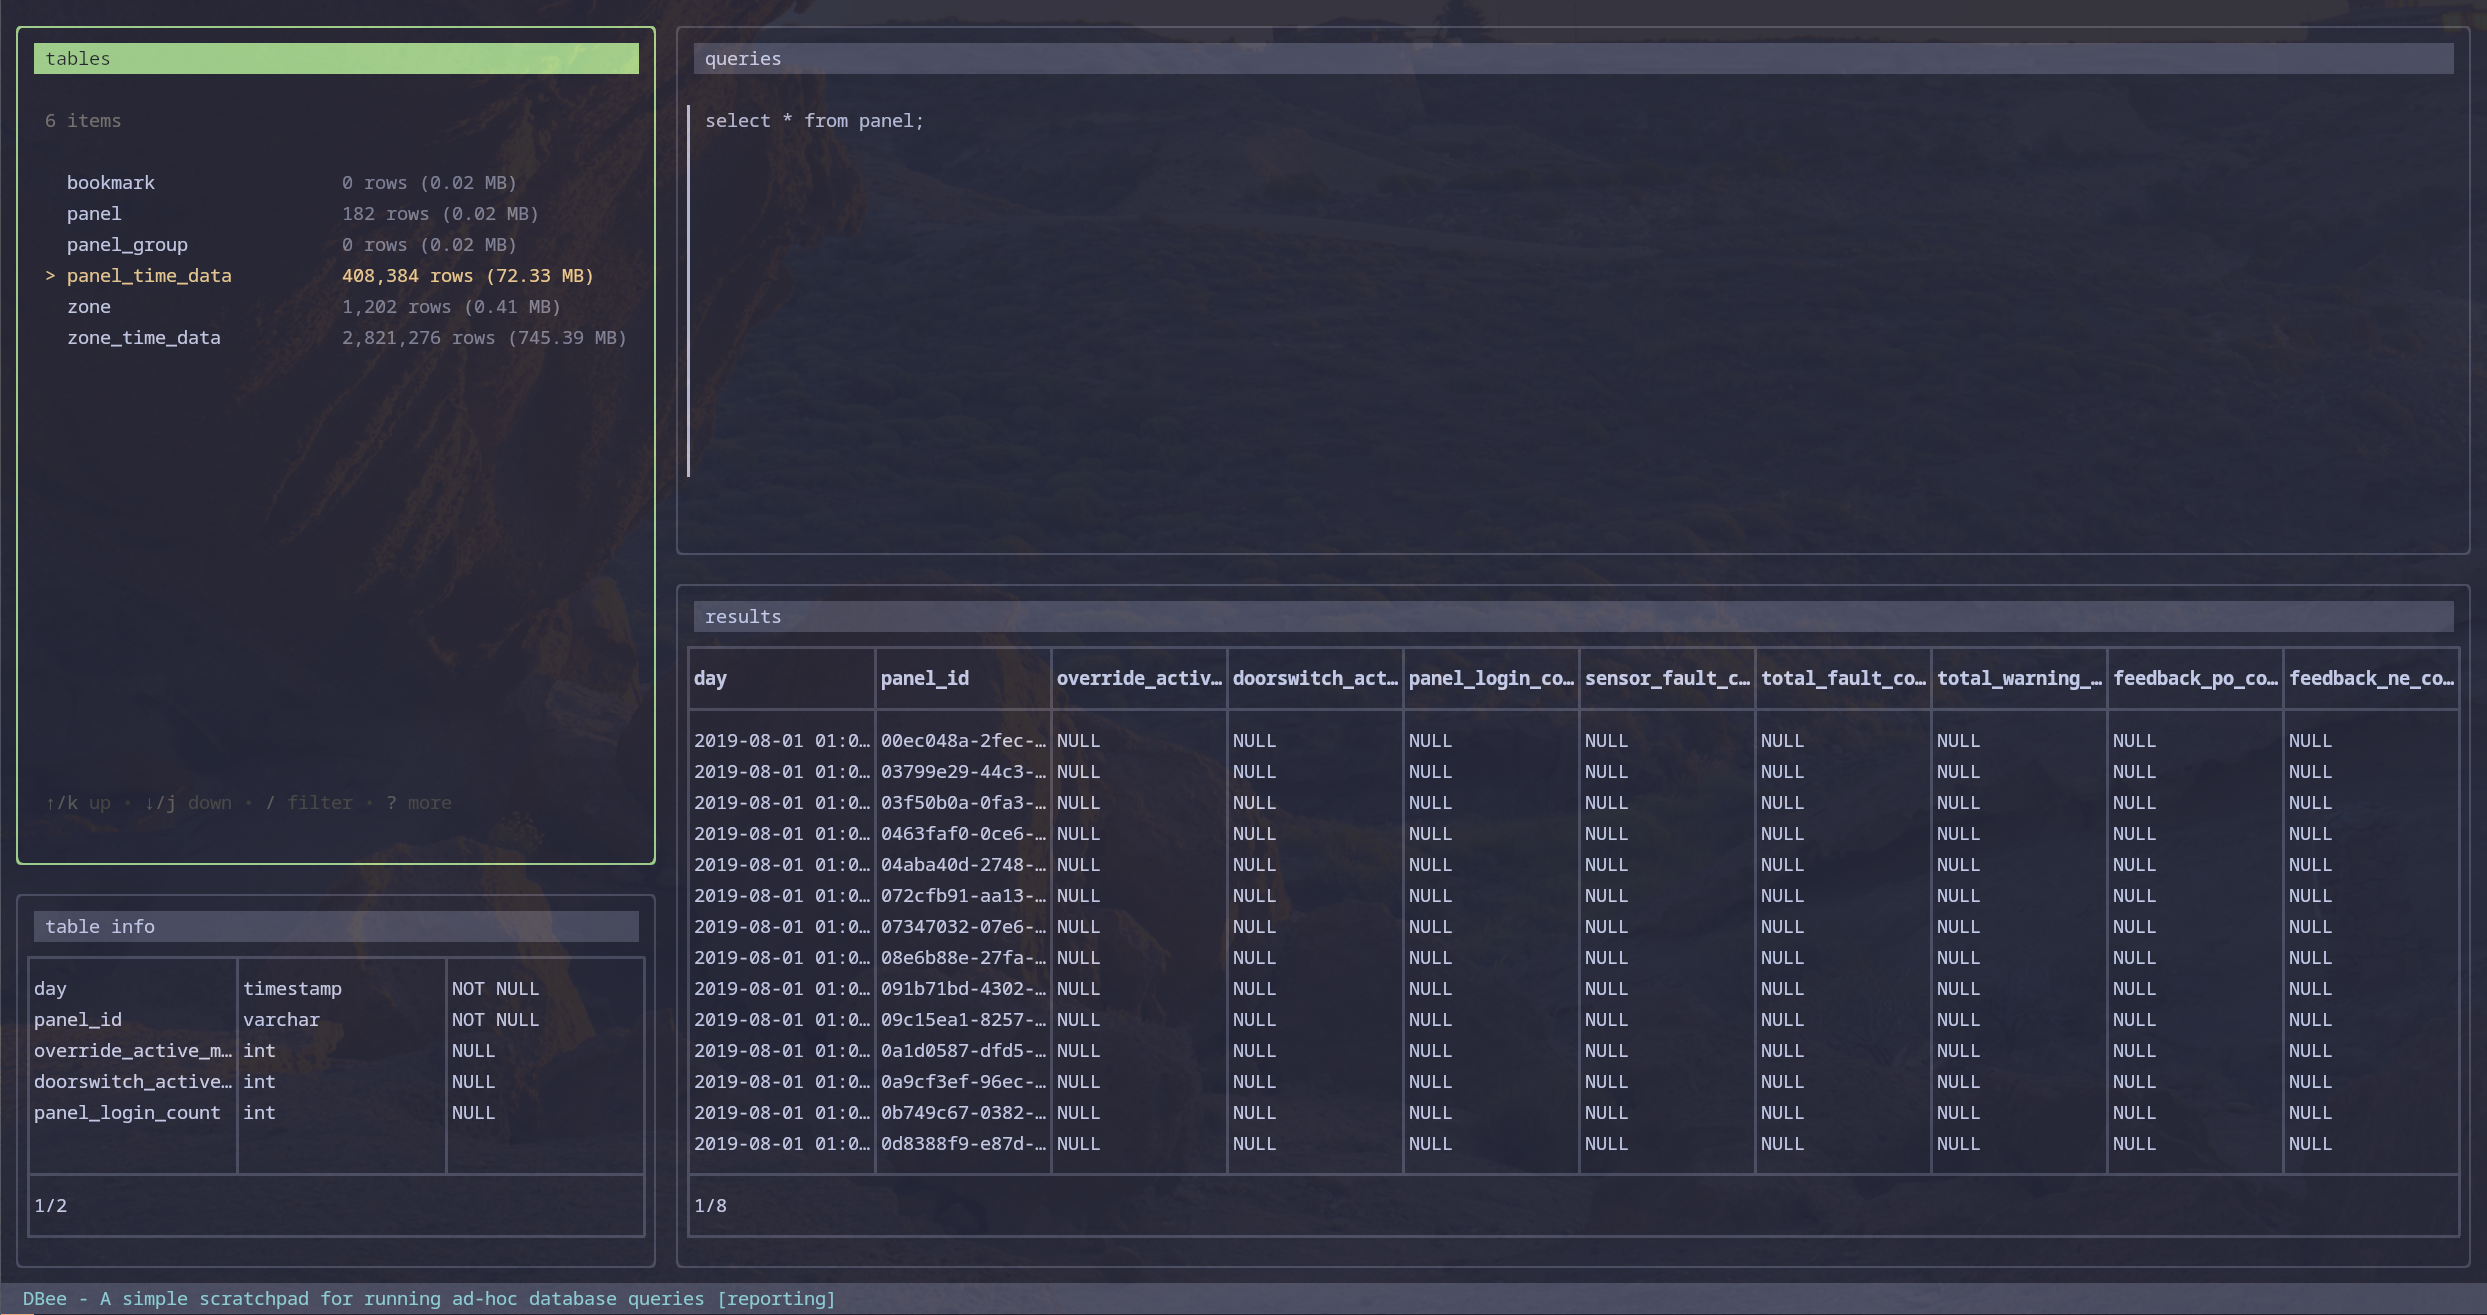 tables
6 items
bookmark 0 rows (0.02 MB)
panel 182 rows (0.02 MB)
panel_group 0 rows (0.02 MB)
> panel_time_data 408,384 rows (72.33 MB)
zone 1,202 rows (0.41 MB)
zone_time_data 2,821,276 rows (745.39 MB)
↑/k up • ↓/j down • / filter • ? more
table info
day timestamp NOT NULL
panel_id varchar NOT NULL
override_active_m… int NULL
doorswitch_active… int NULL
panel_login_count int NULL
1/2
queries
select * from panel;
results
day panel_id override_activ… doorswitch_act… panel_login_co… sensor_fault_c… total_fault_co… total_warning_… feedback_po_co… feedback_ne_co…
2019-08-01 01:0… 00ec048a-2fec-… NULL NULL NULL NULL NULL NULL NULL NULL
2019-08-01 01:0… 03799e29-44c3-… NULL NULL NULL NULL NULL NULL NULL NULL
2019-08-01 01:0… 03f50b0a-0fa3-… NULL NULL NULL NULL NULL NULL NULL NULL
2019-08-01 01:0… 0463faf0-0ce6-… NULL NULL NULL NULL NULL NULL NULL NULL
2019-08-01 01:0… 04aba40d-2748-… NULL NULL NULL NULL NULL NULL NULL NULL
2019-08-01 01:0… 072cfb91-aa13-… NULL NULL NULL NULL NULL NULL NULL NULL
2019-08-01 01:0… 07347032-07e6-… NULL NULL NULL NULL NULL NULL NULL NULL
2019-08-01 01:0… 08e6b88e-27fa-… NULL NULL NULL NULL NULL NULL NULL NULL
2019-08-01 01:0… 091b71bd-4302-… NULL NULL NULL NULL NULL NULL NULL NULL
2019-08-01 01:0… 09c15ea1-8257-… NULL NULL NULL NULL NULL NULL NULL NULL
2019-08-01 01:0… 0a1d0587-dfd5-… NULL NULL NULL NULL NULL NULL NULL NULL
2019-08-01 01:0… 0a9cf3ef-96ec-… NULL NULL NULL NULL NULL NULL NULL NULL
2019-08-01 01:0… 0b749c67-0382-… NULL NULL NULL NULL NULL NULL NULL NULL
2019-08-01 01:0… 0d8388f9-e87d-… NULL NULL NULL NULL NULL NULL NULL NULL
1/8
DBee - A simple scratchpad for running ad-hoc database queries [reporting]